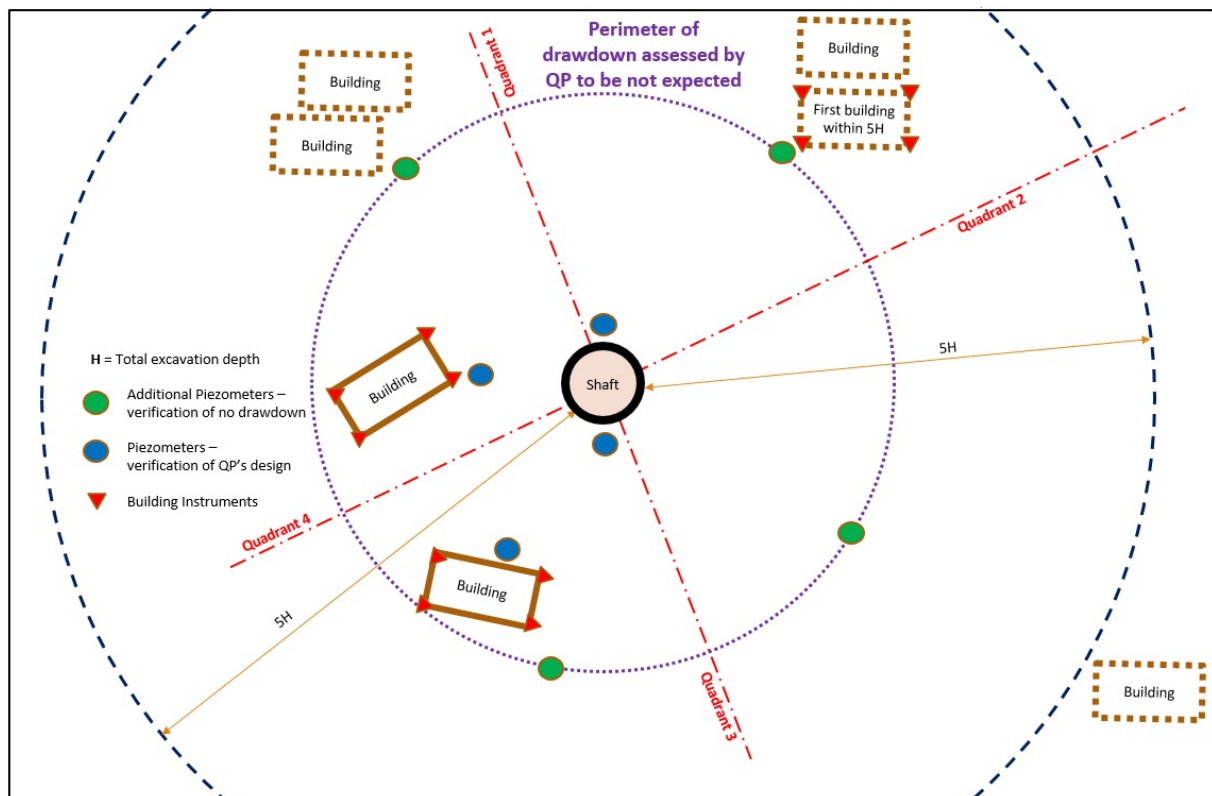 Perimeter of
drawdown assessed by
QP to be not expected
Quadrant 1
Building
Building
Building
First building
within 5H
Quadrant 2
5H
Shaft
Building
H = Total excavation depth
Additional Piezometers –
verification of no drawdown
Piezometers –
verification of QP's design
Building Instruments
Quadrant 4
Building
5H
Quadrant 3
Building